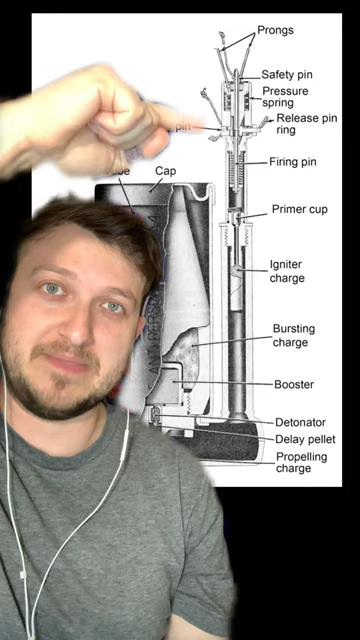 Prongs
Safety pin
Pressure
spring
Release pin
ring
pin
Firing pin
Cap
Primer cup
Igniter
charge
Bursting
charge
Booster
Detonator
Delay pellet
Propelling
charge